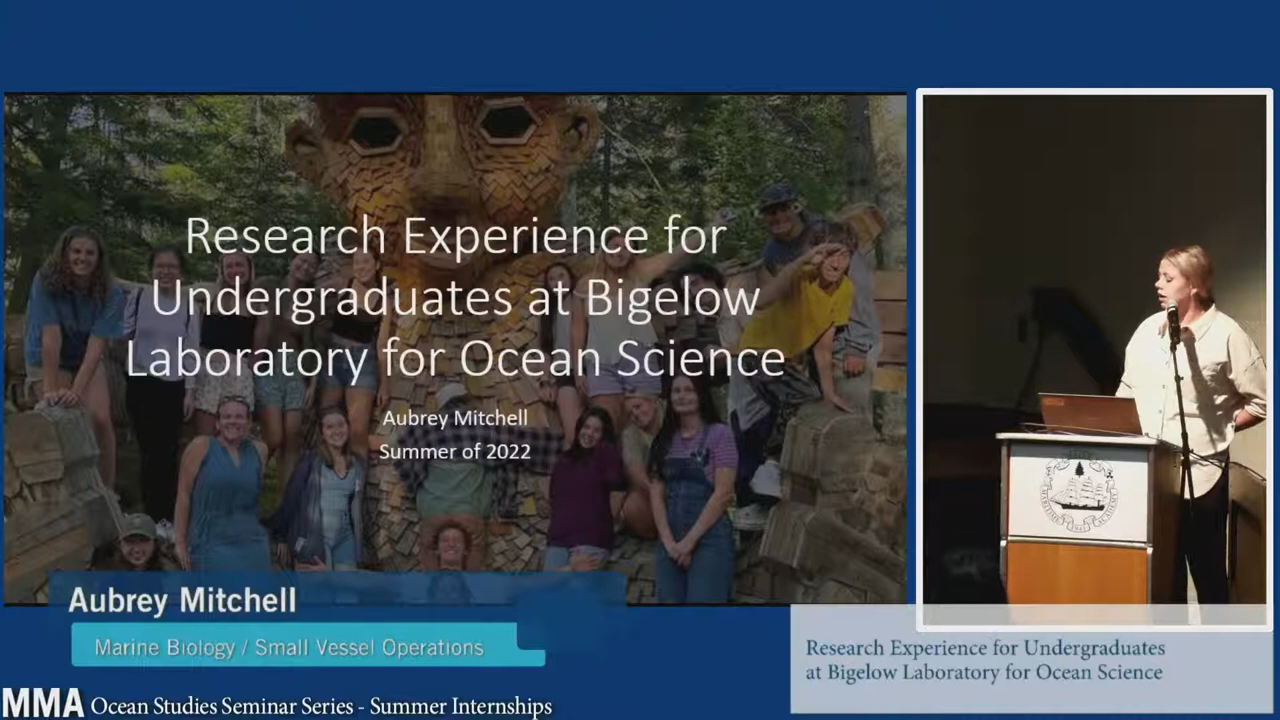 Research Experience for
Undergraduates at Bigelow
Laboratory for Ocean Science
Aubrey Mitchell
Summer of 2022
Aubrey Mitchell
Marine Biology / Small Vessel Operations
Research Experience for Undergraduates
at Bigelow Laboratory for Ocean Science
MMA Ocean Studies Seminar Series - Summer Internships